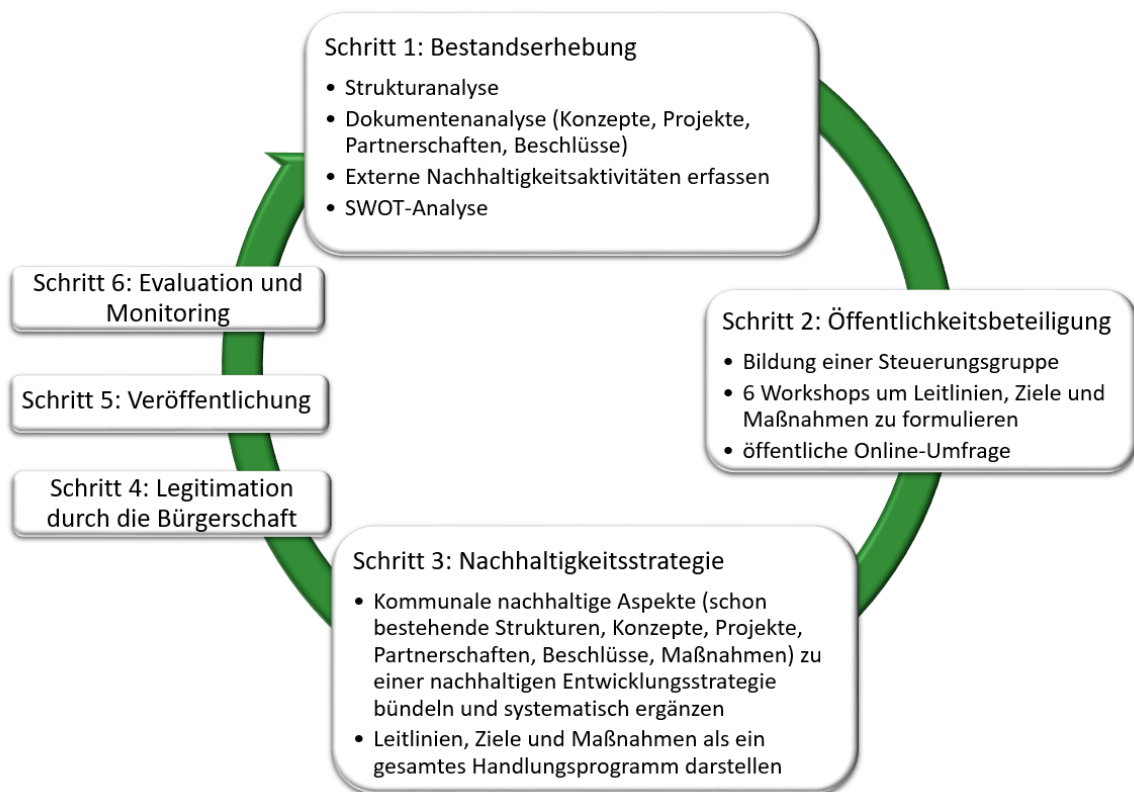 Schritt 1: Bestandserhebung
• Strukturanalyse
• Dokumentenanalyse (Konzepte, Projekte,
Partnerschaften, Beschlüsse)
• Externe Nachhaltigkeitsaktivitäten erfassen
• SWOT-Analyse
Schritt 2: Öffentlichkeitsbeteiligung
• Bildung einer Steuerungsgruppe
• 6 Workshops um Leitlinien, Ziele und
Maßnahmen zu formulieren
• öffentliche Online-Umfrage
Schritt 3: Nachhaltigkeitsstrategie
• Kommunale nachhaltige Aspekte (schon
bestehende Strukturen, Konzepte, Projekte,
Partnerschaften, Beschlüsse, Maßnahmen) zu
einer nachhaltigen Entwicklungsstrategie
bündeln und systematisch ergänzen
• Leitlinien, Ziele und Maßnahmen als ein
gesamtes Handlungsprogramm darstellen
Schritt 4: Legitimation
durch die Bürgerschaft
Schritt 5: Veröffentlichung
Schritt 6: Evaluation und
Monitoring